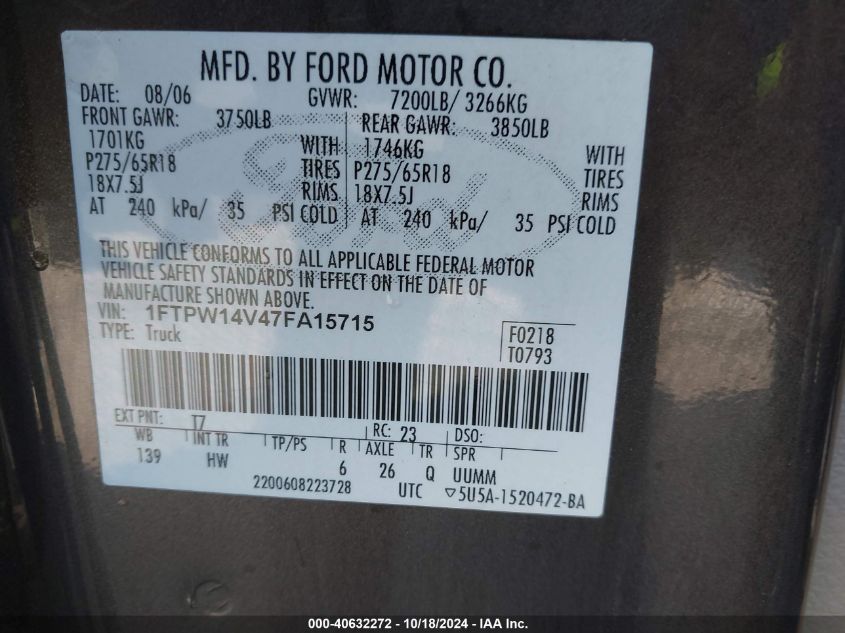 MFD. BY FORD MOTOR CO.
DATE: 08/06 GVWR: 7200LB/ 3266KG
FRONT GAWR: 3750LB REAR GAWR: 3850LB
1701KG WITH 1746KG WITH
P275/65R18 TIRES P275/65R18 TIRES
18X7.5J RIMS 18X7.5J RIMS
AT 240 kPa/ 35 PSI COLD AT 240 kPa/ 35 PSI COLD
THIS VEHICLE CONFORMS TO ALL APPLICABLE FEDERAL MOTOR
VEHICLE SAFETY STANDARDS IN EFFECT ON THE DATE OF
MANUFACTURE SHOWN ABOVE.
VIN: 1FTPW14V47FA15715
TYPE: Truck
F0218
T0793
EXT PNT: T7 RC: 23 DSO:
WB INT TR TP/PS R AXLE TR SPR
139 HW 6 26 Q UUMM
2200608223728 UTC ▽5U5A-1520472-BA
Ford
000-40632272 - 10/18/2024 - IAA Inc.